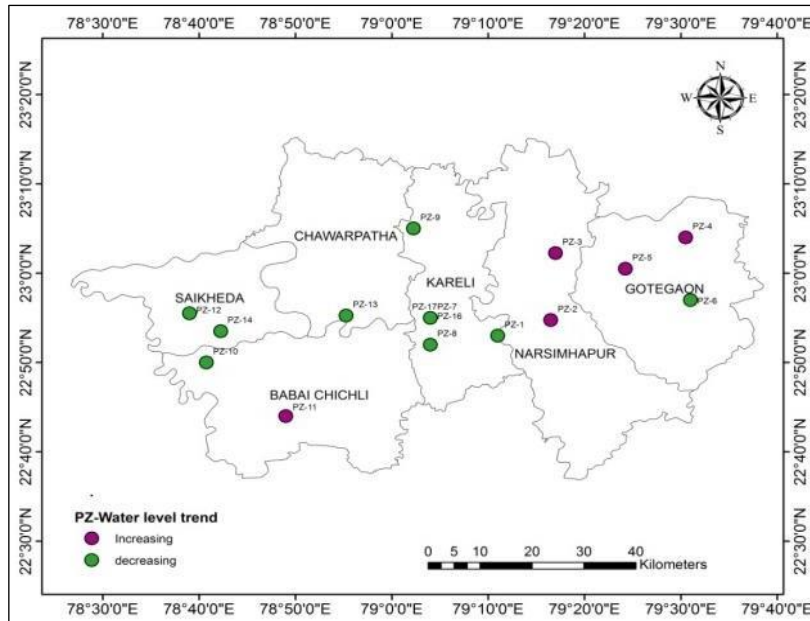 78°30'0"E 78°40'0"E 78°50'0"E 79°0'0"E 79°10'0"E 79°20'0"E 79°30'0"E 79°40'0"E
N
W E
S
23°20'0"N 23°20'0"N
23°10'0"N 23°10'0"N
23°0'0"N 23°0'0"N
22°50'0"N 22°50'0"N
22°40'0"N 22°40'0"N
22°30'0"N 22°30'0"N
PZ-9
PZ-4
CHAWARPATHA
PZ-3
PZ-5
KARELI
GOTEGAON
SAIKHEDA
PZ-6
PZ-12
PZ-13
PZ-17 PZ-7
PZ-16
PZ-2
PZ-14
PZ-1
PZ-8
NARSIMHAPUR
PZ-10
BABAI CHICHLI
PZ-11
PZ-Water level trend
Increasing
decreasing
0 5 10 20 30 40
Kilometers
78°30'0"E 78°40'0"E 78°50'0"E 79°0'0"E 79°10'0"E 79°20'0"E 79°30'0"E 79°40'0"E